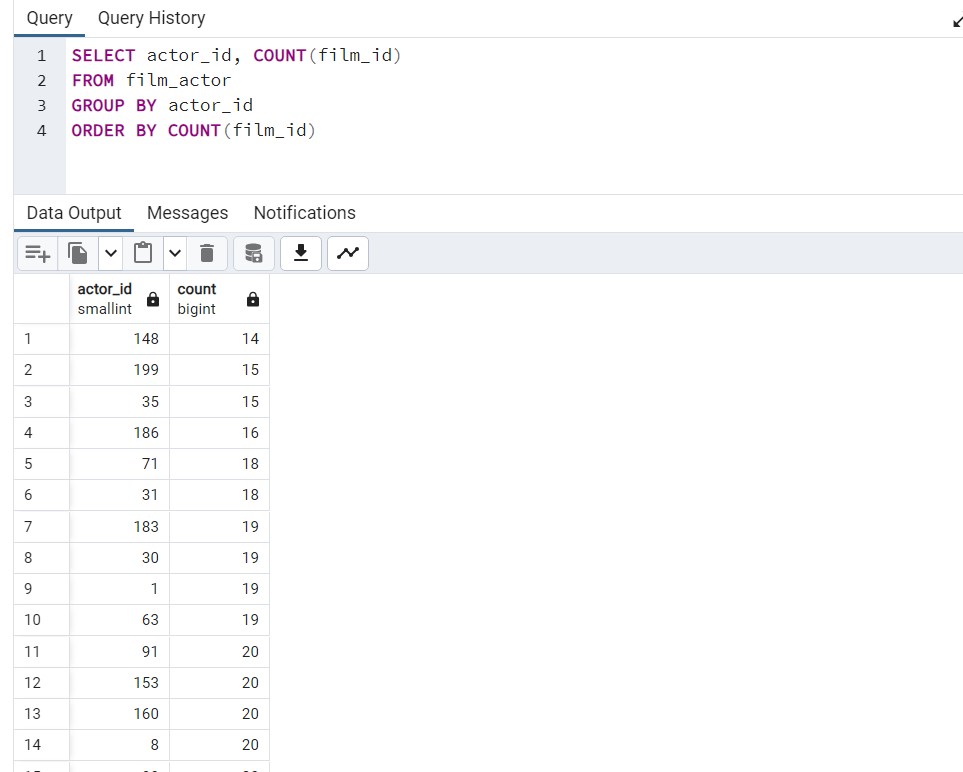 Query Query History
1 SELECT actor_id, COUNT(film_id)
2 FROM film_actor
3 GROUP BY actor_id
4 ORDER BY COUNT(film_id)
Data Output Messages Notifications
actor_id count
smallint bigint
1 148 14
2 199 15
3 35 15
4 186 16
5 71 18
6 31 18
7 183 19
8 30 19
9 1 19
10 63 19
11 91 20
12 153 20
13 160 20
14 8 20